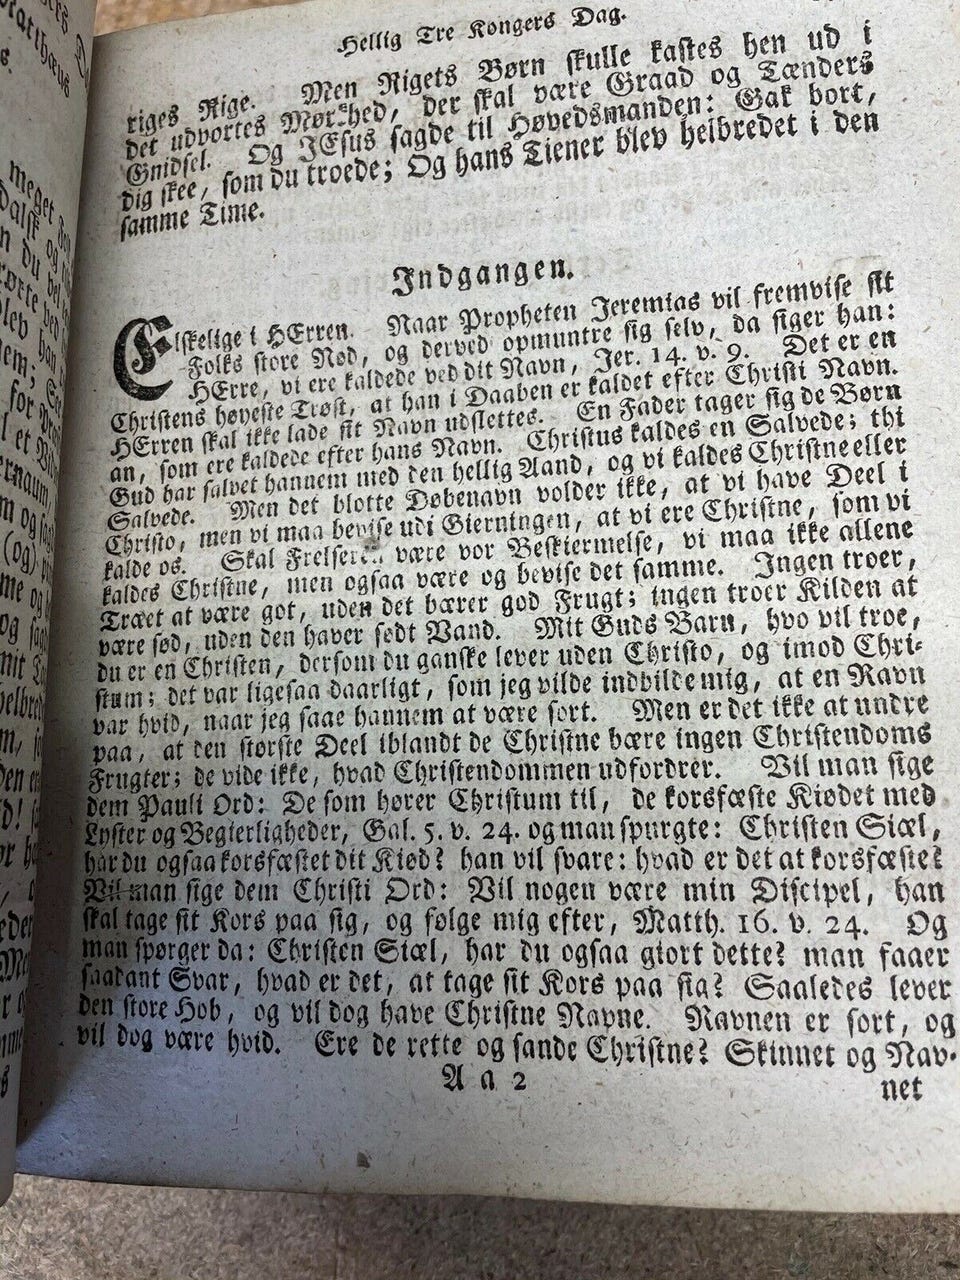 Hellig Tre Kongers Dag.
riges Rige. Men Rigets Børn skulle kastes hen ud i
det udvortes Mørkhed, der skal være Graad og Tænders
Gnidsel. Og JEsus sagde til Høvedsmanden: Gak bort,
dig skee, som du troede; Og hans Tiener blev helbredet i den
samme Time.
Indgangen.
Elskelige i HErren. Naar Propheten Jeremias vil fremvise sit
Folks store Nød, og derved opmuntre sig selv, da siger han:
HErre, vi ere kaldede ved dit Navn, Jer. 14. v. 9. Det er en
Christens høyeste Trøst, at han i Daaben er kaldet efter Christi Navn.
HErren skal ikke lade sit Navn udslettes. En Fader tager sig de Børn
an, som ere kaldede efter hans Navn. Christus kaldes en Salvede; thi
Gud har salvet hannem med den hellig Aand, og vi kaldes Christne eller
Salvede. Men det blotte Døbenavn volder ikke, at vi have Deel i
Christo, men vi maa bevise udi Gierningen, at vi ere Christne, som vi
kalde os. Skal Frelseren være vor Beskiermelse, vi maa ikke allene
kaldes Christne, men ogsaa være og bevise det samme. Ingen troer,
Træet at være got, uden det bærer god Frugt; ingen troer Kilden at
være sød, uden den haver sødt Vand. Mit Guds Barn, hvo vil troe,
du er en Christen, dersom du ganske lever uden Christo, og imod Chri-
stum; det var ligesaa daarligt, som jeg vilde indbilde mig, at en Ravn
var hvid, naar jeg saae hannem at være sort. Men er det ikke at undre
paa, at den største Deel iblandt de Christne bære ingen Christendoms
Frugter; de vide ikke, hvad Christendommen udfordrer. Vil man sige
dem Pauli Ord: De som hører Christum til, de korsfæste Kiødet med
Lyster og Begierligheder, Gal. 5. v. 24. og man spurgte: Christen Siæl,
har du ogsaa korsfæstet dit Kiød? han vil svare: hvad er det at korsfæste?
Vil man sige dem Christi Ord: Vil nogen være min Discipel, han
skal tage sit Kors paa sig, og følge mig efter, Matth. 16. v. 24. Og
man spørger da: Christen Siæl, har du ogsaa giort dette? man faaer
saadant Svar, hvad er det, at tage sit Kors paa sig? Saaledes lever
den store Hob, og vil dog have Christne Navne. Ravnen er sort, og
vil dog være hvid. Ere de rette og sande Christne? Skinnet og Nav-
A a 2
net